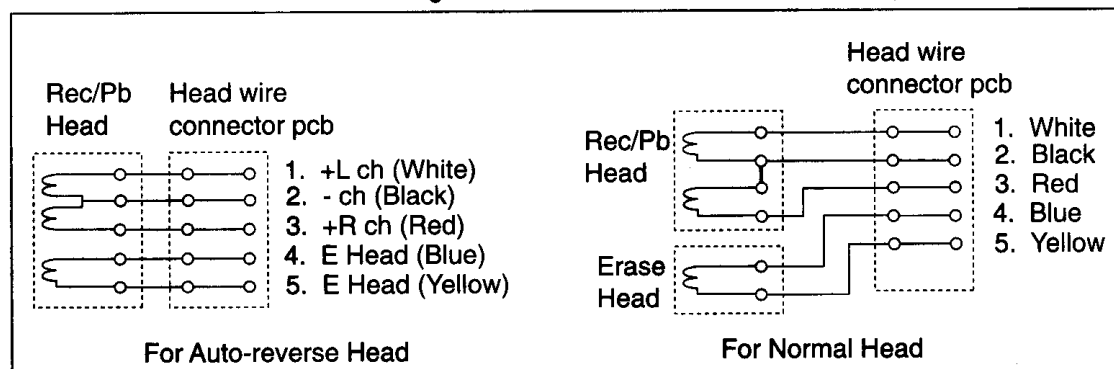 Rec/Pb
Head
Head wire
connector pcb
1. +L ch (White)
2. - ch (Black)
3. +R ch (Red)
4. E Head (Blue)
5. E Head (Yellow)
For Auto-reverse Head
Head wire
connector pcb
Rec/Pb
Head
1. White
2. Black
3. Red
4. Blue
5. Yellow
Erase
Head
For Normal Head